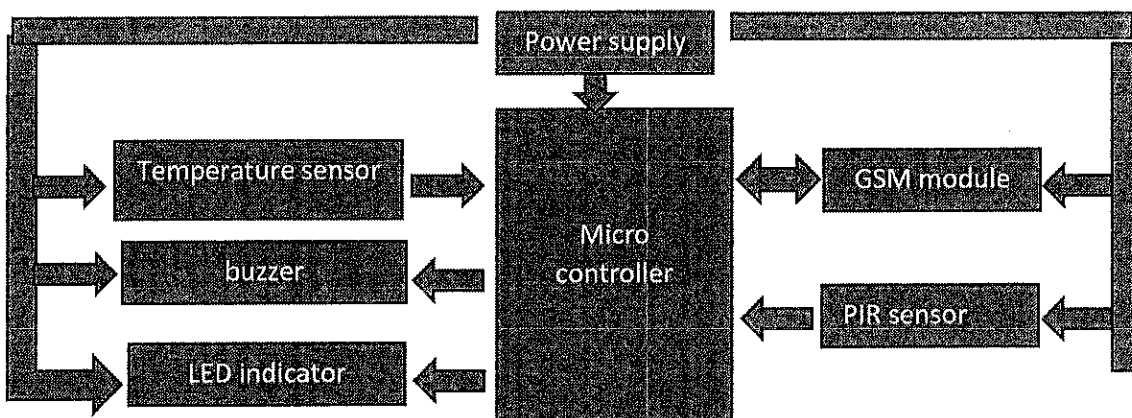 Power supply
Temperature sensor
GSM module
Micro
controller
buzzer
PIR sensor
LED indicator